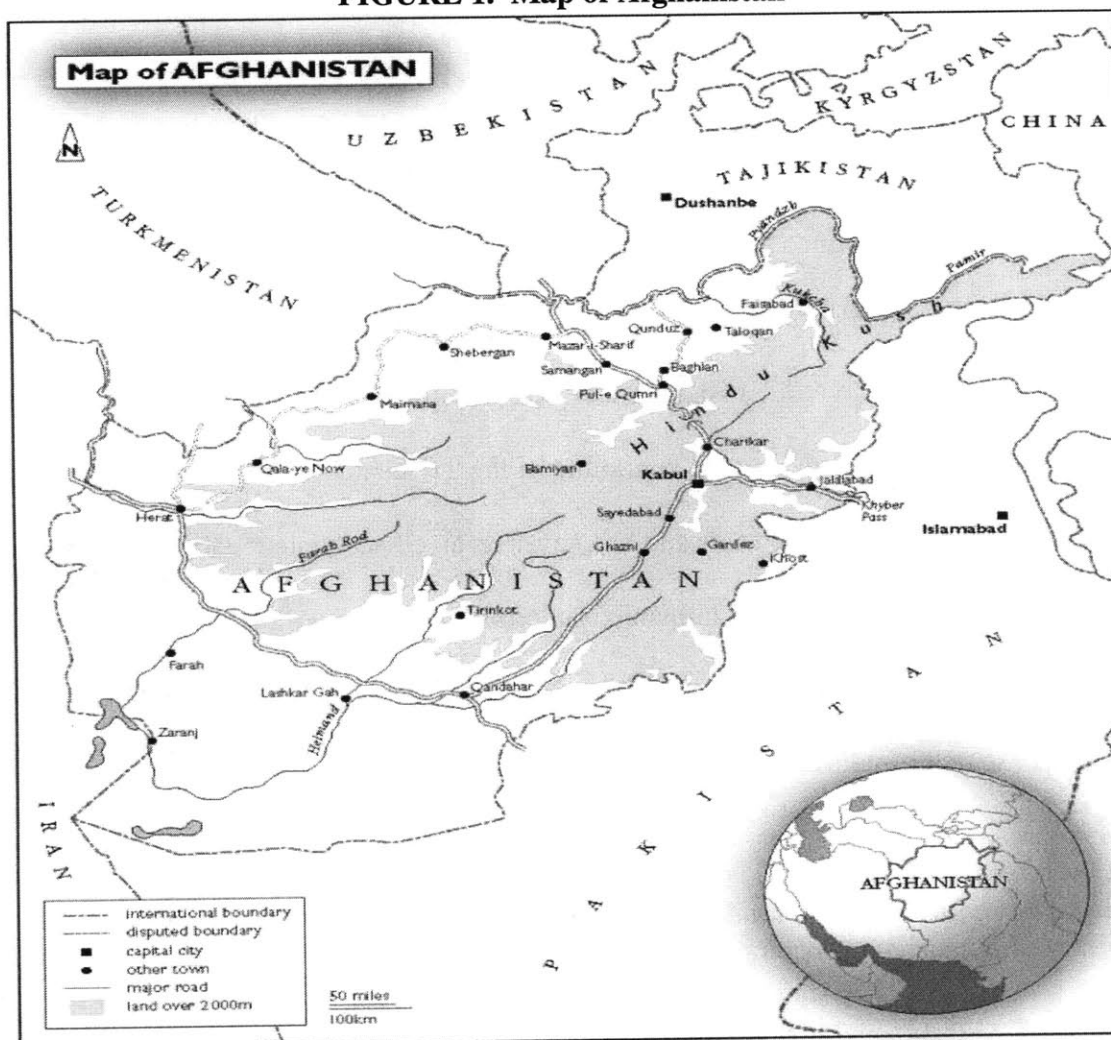 FIGURE 1. Map of Afghanistan
Map of AFGHANISTAN
N
UZBEKISTAN
KYRGYZSTAN
CHINA
TAJIKISTAN
Dushanbe
TURKMENISTAN
Pyandzh
Pamir
Kukcha
Faisabad
Hindu Kush
Qunduz
Taloqan
Mazar-i-Sharif
Shebergan
Samangan
Baghlan
Pul-e Qumri
Maimana
Charikar
Qala-ye Now
Bamiyan
Kabul
Jalalabad
Khyber
Pass
Herat
Sayedabad
Islamabad
Farah Rod
Ghazni
Gardez
Khost
AFGHANISTAN
Tirinkot
Farah
Lashkar Gah
Qandahar
Helmand
Zaranj
PAKISTAN
IRAN
AFGHANISTAN
international boundary
disputed boundary
capital city
other town
major road
land over 2000m
50 miles
100km